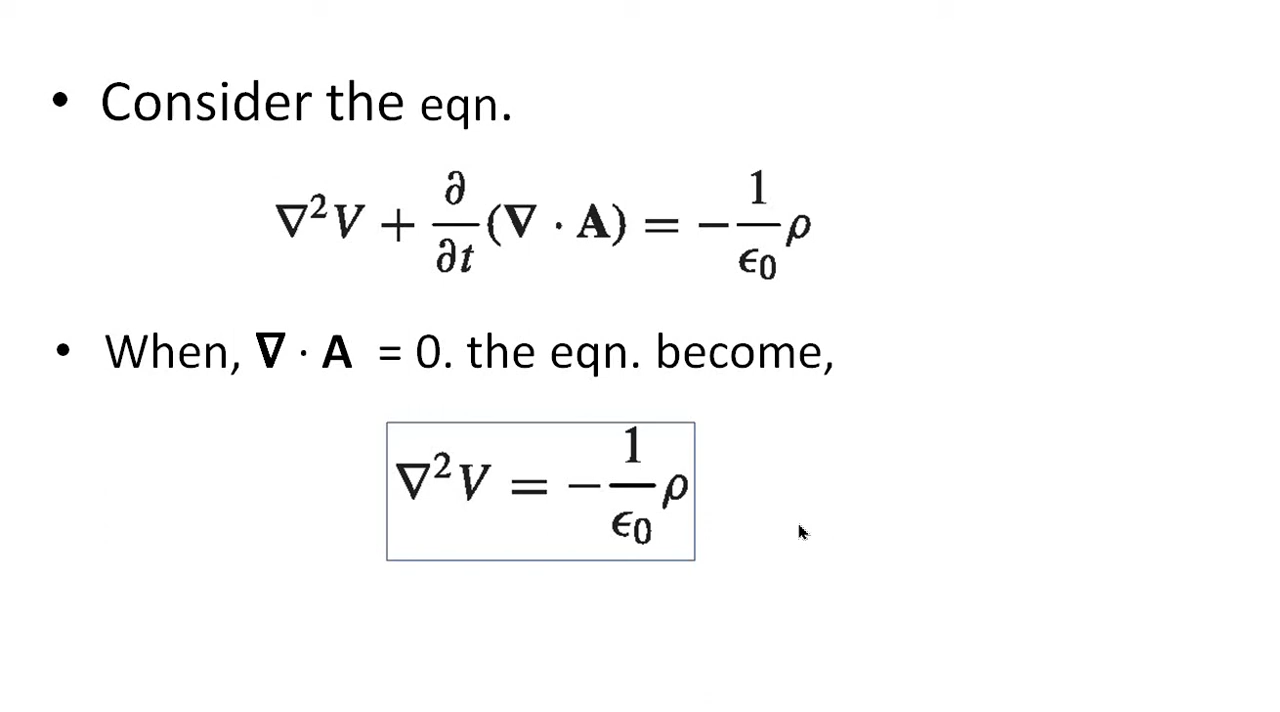 • Consider the eqn.
∇²V + ∂/∂t (∇ · A) = −1/ϵ₀ ρ
• When, ∇ · A = 0. the eqn. become,
∇²V = −1/ϵ₀ ρ